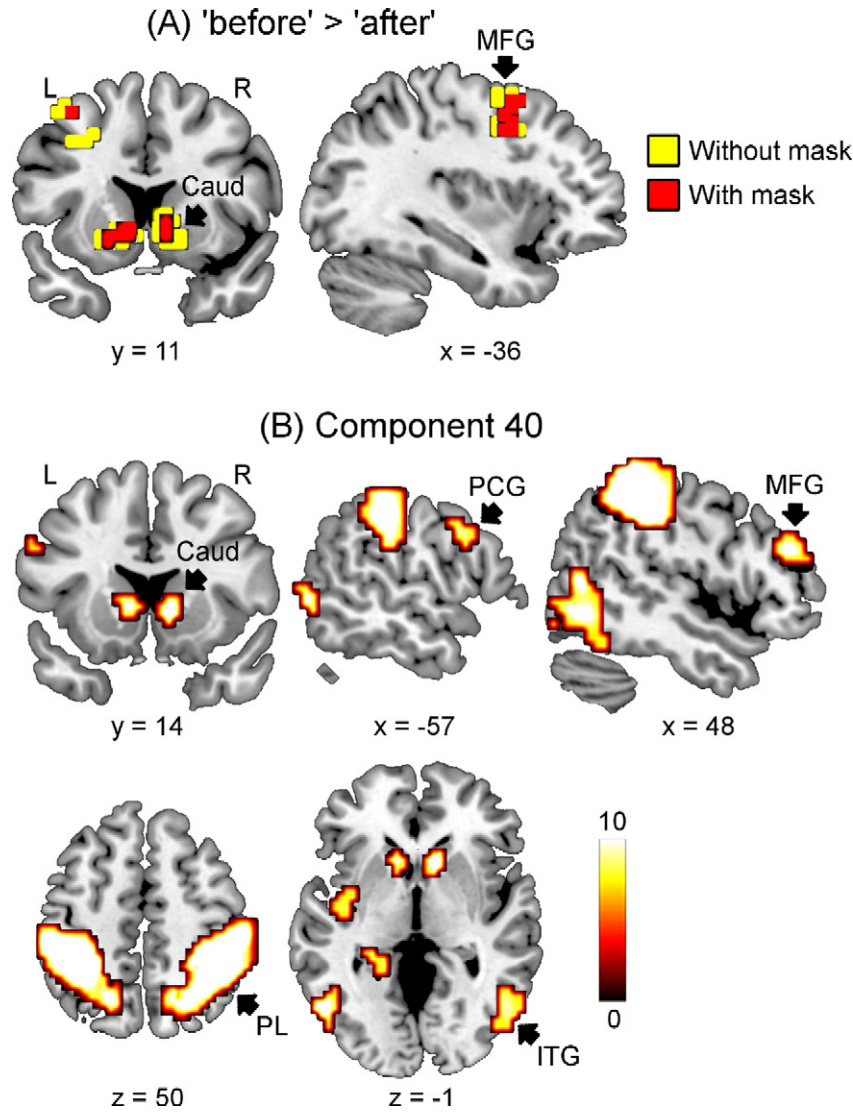 (A) 'before' > 'after'
MFG
L R
Caud
Without mask
With mask
y = 11 x = -36
(B) Component 40
L R
PCG
MFG
Caud
y = 14 x = -57 x = 48
10
PL
0
ITG
z = 50 z = -1